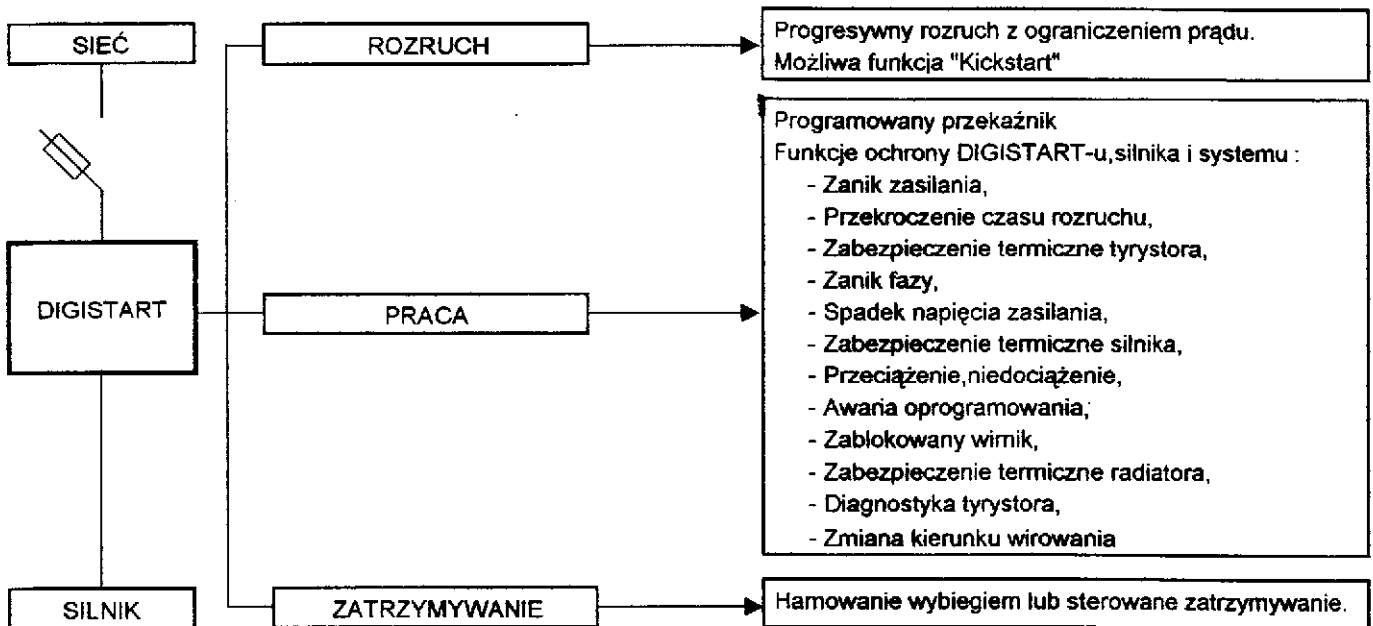 SIEĆ
ROZRUCH
Progresywny rozruch z ograniczeniem prądu.
Możliwa funkcja "Kickstart"
DIGISTART
PRACA
Programowany przekaźnik
Funkcje ochrony DIGISTART-u,silnika i systemu :
- Zanik zasilania,
- Przekroczenie czasu rozruchu,
- Zabezpieczenie termiczne tyrystora,
- Zanik fazy,
- Spadek napięcia zasilania,
- Zabezpieczenie termiczne silnika,
- Przeciążenie,niedociążenie,
- Awaria oprogramowania,
- Zablokowany wirnik,
- Zabezpieczenie termiczne radiatora,
- Diagnostyka tyrystora,
- Zmiana kierunku wirowania
SILNIK
ZATRZYMYWANIE
Hamowanie wybiegiem lub sterowane zatrzymywanie.